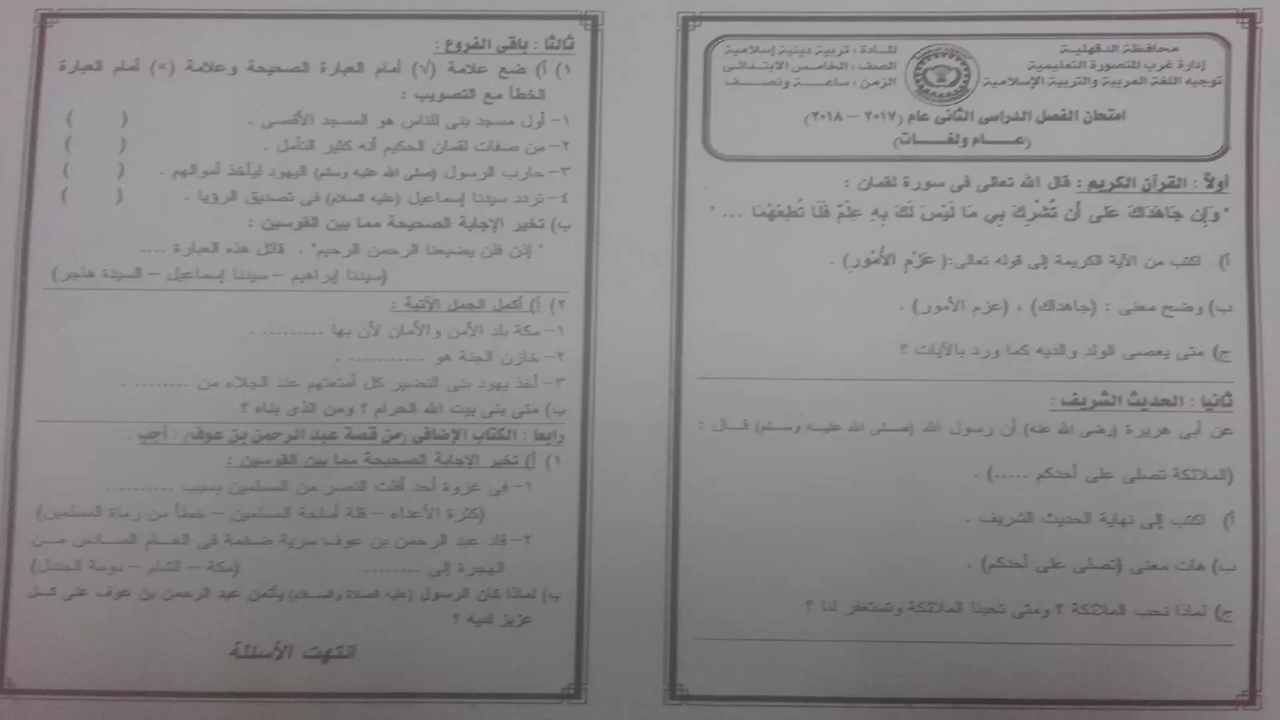 محافظة الدقهلية
إدارة غرب المنصورة التعليمية
توجيه اللغة العربية والتربية الإسلامية
المادة : تربية دينية إسلامية
الصف : الخامس الابتدائى
الزمن : ساعة ونصف
امتحان الفصل الدراسى الثانى عام (٢٠١٧ – ٢٠١٨)
(عام ولغات)
أولاً : القرآن الكريم : قال الله تعالى فى سورة لقمان :
" وَإِن جَاهَدَاكَ عَلَى أَن تُشْرِكَ بِي مَا لَيْسَ لَكَ بِهِ عِلْمٌ فَلَا تُطِعْهُمَا ... "
أ) اكتب من الآية الكريمة إلى قوله تعالى:( عَزْمِ الْأُمُورِ) .
ب) وضح معنى : (جاهداك) ، (عزم الأمور) .
ج) متى يعصى الولد والديه كما ورد بالآيات ؟
ثانيا : الحديث الشريف :
عن أبى هريرة (رضى الله عنه) أن رسول الله (صلى الله عليه وسلم) قال :
(الملائكة تصلى على أحدكم .....) .
أ) اكتب إلى نهاية الحديث الشريف .
ب) هات معنى (تصلى على أحدكم) .
ج) لماذا نحب الملائكة ؟ ومتى تحبنا الملائكة وتستغفر لنا ؟
ثالثا : باقى الفروع :
١) أ) ضع علامة (√) أمام العبارة الصحيحة وعلامة (×) أمام العبارة
الخطأ مع التصويب :
١- أول مسجد بنى للناس هو المسجد الأقصى . ( )
٢- من صفات لقمان الحكيم أنه كثير التأمل . ( )
٣- حارب الرسول (صلى الله عليه وسلم) اليهود ليأخذ أموالهم . ( )
٤- تردد سيدنا إسماعيل (عليه السلام) فى تصديق الرؤيا . ( )
ب) تخير الإجابة الصحيحة مما بين القوسين :
" إذن فلن يضيعنا الرحمن الرحيم" . قائل هذه العبارة ....
(سيدنا إبراهيم – سيدنا إسماعيل – السيدة هاجر)
٢) أ) أكمل الجمل الآتية :
١- مكة بلد الأمن والأمان لأن بها ......... .
٢- خازن الجنة هو ........... .
٣- أخذ يهود بنى النضير كل أمتعتهم عند الجلاء من ........ .
ب) متى بنى بيت الله الحرام ؟ ومن الذى بناه ؟
رابعا : الكتاب الإضافى (من قصة عبد الرحمن بن عوف) : أجب
١) أ) تخير الإجابة الصحيحة مما بين القوسين :
١- فى غزوة أحد أفلت النصر من المسلمين بسبب ......... .
(كثرة الأعداء – قلة أسلحة المسلمين – خطأ من رماة المسلمين)
٢- قاد عبد الرحمن بن عوف سرية ضخمة فى العام السادس من
الهجرة إلى ........ (مكة – الشام – دومة الجندل)
ب) لماذا كان الرسول (عليه الصلاة والسلام) يأتمن عبد الرحمن بن عوف على كل
عزيز لديه ؟
انتهت الأسئلة